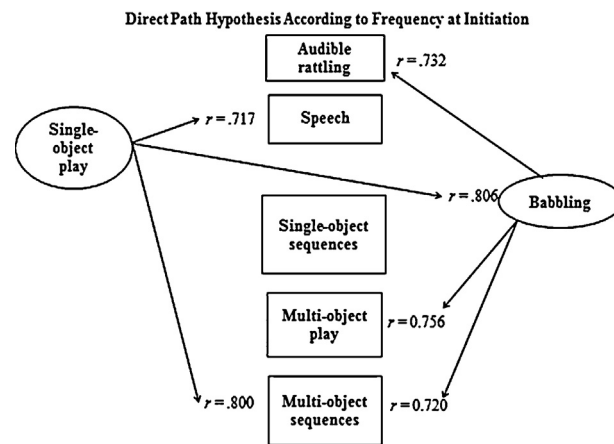 Direct Path Hypothesis According to Frequency at Initiation
Audible
rattling
r = .732
Single-
object
play
r = .717
Speech
r = .806
Babbling
Single-object
sequences
Multi-object
play
r = 0.756
r = .800
Multi-object
sequences
r = 0.720